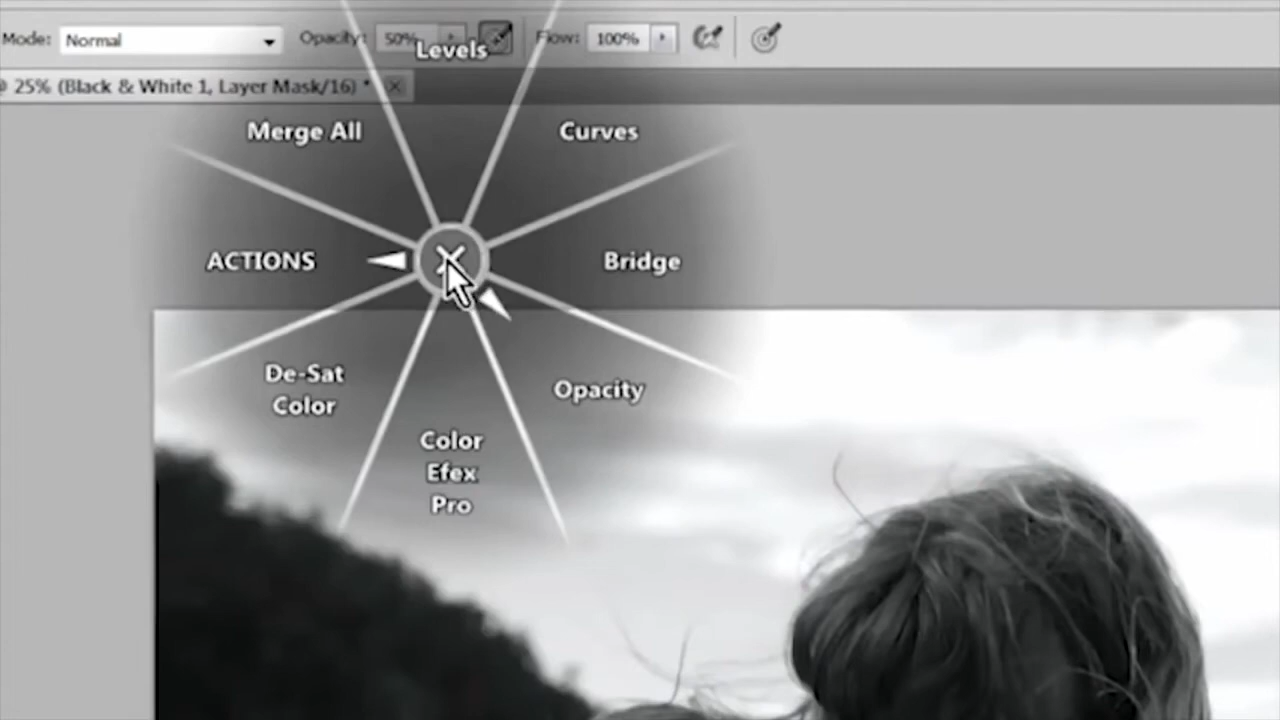 Mode: Normal Opacity: 50% Flow: 100%
Levels
25% (Black & White 1, Layer Mask/16) *
Merge All
Curves
ACTIONS
Bridge
De-Sat
Color
Opacity
Color
Efex
Pro